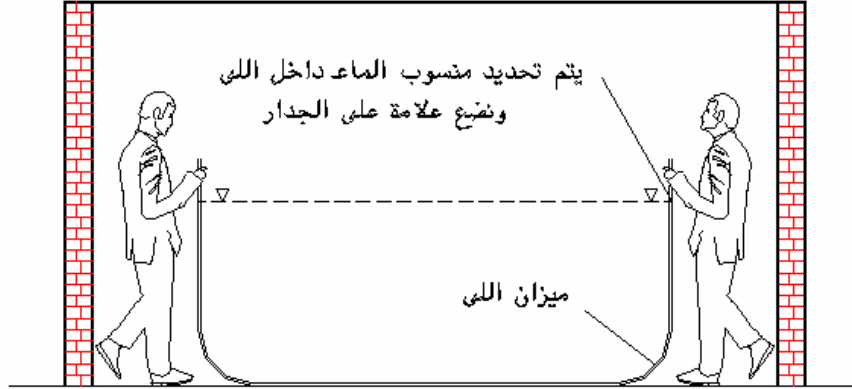 يتم تحديد منسوب الماء داخل اللى
ونضع علامة على الجدار
ميزان اللى